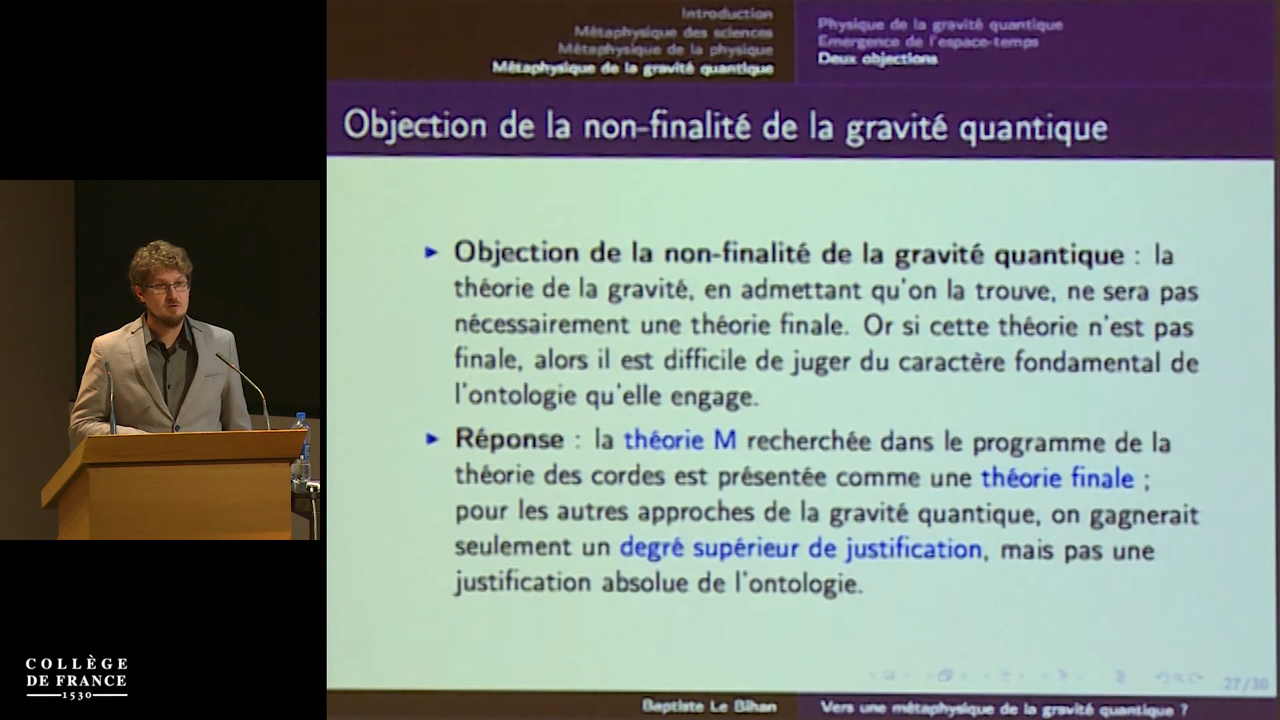 Introduction
Métaphysique des sciences
Métaphysique de la physique
Métaphysique de la gravité quantique
Physique de la gravité quantique
Emergence de l'espace-temps
Deux objections
Objection de la non-finalité de la gravité quantique
► Objection de la non-finalité de la gravité quantique : la
théorie de la gravité, en admettant qu'on la trouve, ne sera pas
nécessairement une théorie finale. Or si cette théorie n'est pas
finale, alors il est difficile de juger du caractère fondamental de
l'ontologie qu'elle engage.
► Réponse : la théorie M recherchée dans le programme de la
théorie des cordes est présentée comme une théorie finale ;
pour les autres approches de la gravité quantique, on gagnerait
seulement un degré supérieur de justification, mais pas une
justification absolue de l'ontologie.
27/30
Baptiste Le Bihan
Vers une métaphysique de la gravité quantique ?
COLLÈGE
DE FRANCE
1530